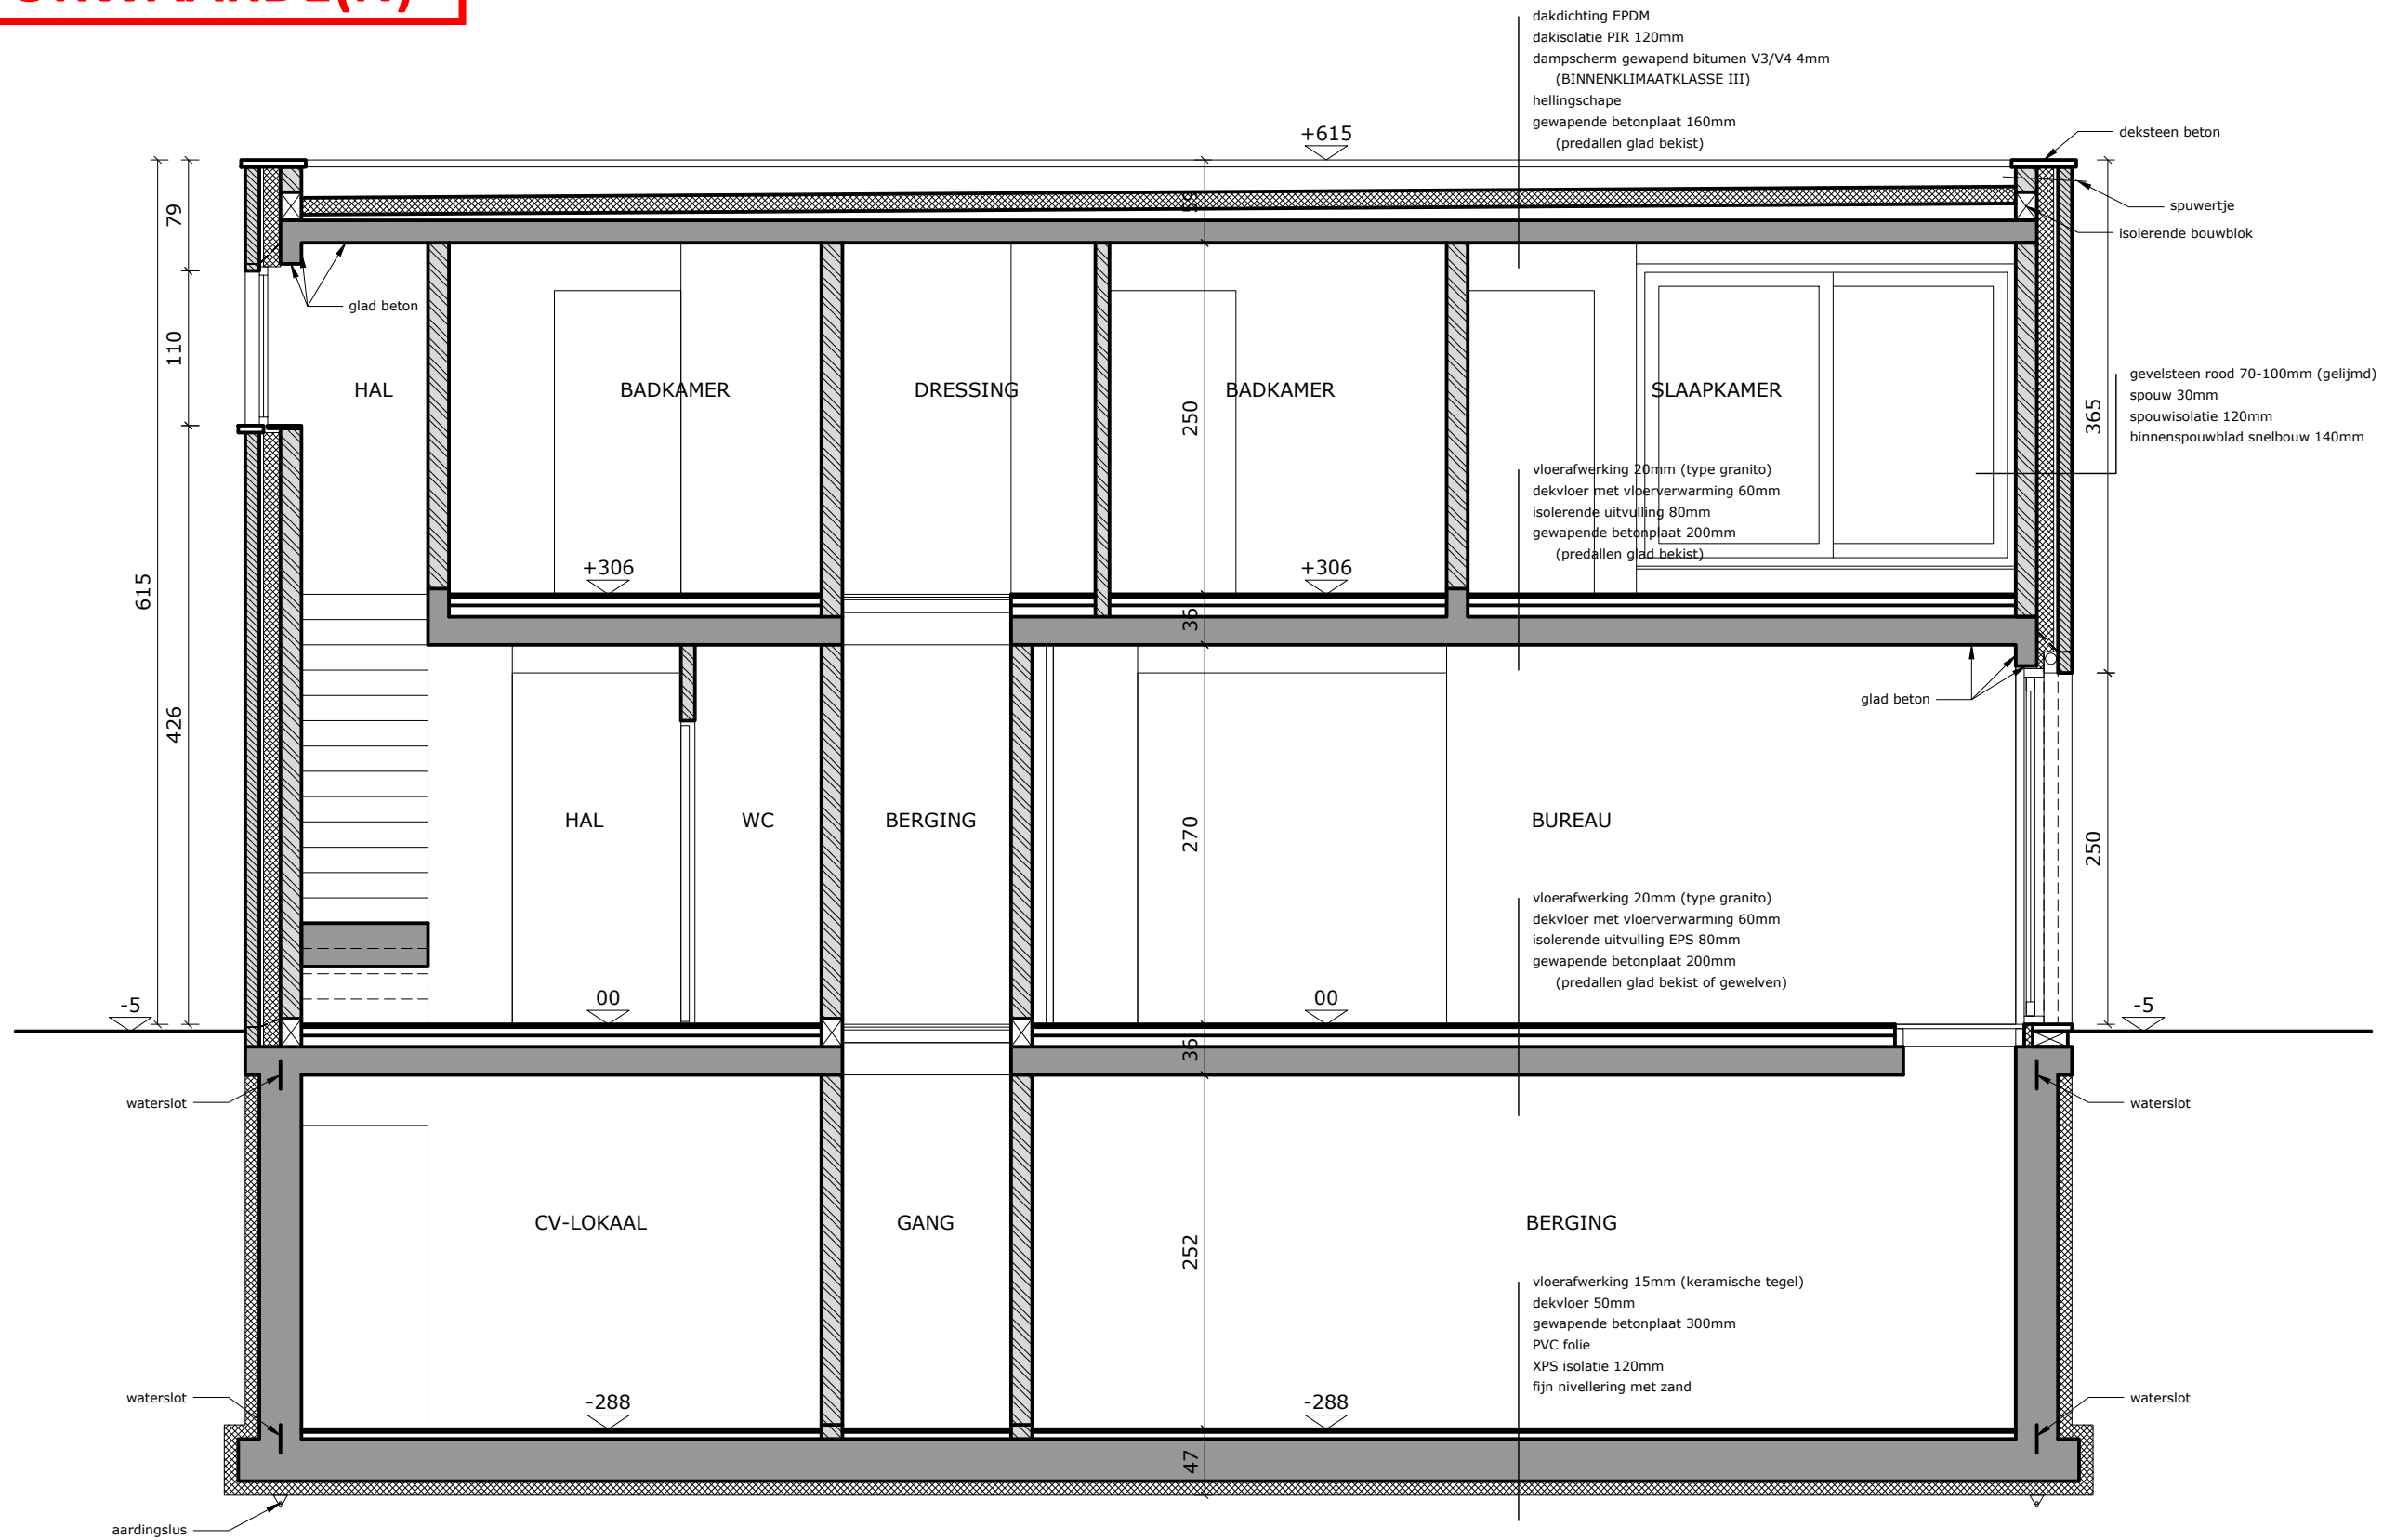 dakdichting EPDM
dakisolatie PIR 120mm
dampscherm gewapend bitumen V3/V4 4mm
(BINNENKLIMAATKLASSE III)
hellingschape
gewapende betonplaat 160mm
(predallen glad bekist)
+615
deksteen beton
spuwertje
isolerende bouwblok
79
110
426
615
glad beton
HAL
BADKAMER
DRESSING
BADKAMER
SLAAPKAMER
250
365
gevelsteen rood 70-100mm (gelijmd)
spouw 30mm
spouwisolatie 120mm
binnenspouwblad snelbouw 140mm
vloerafwerking 20mm (type granito)
dekvloer met vloerverwarming 60mm
isolerende uitvulling 80mm
gewapende betonplaat 200mm
(predallen glad bekist)
+306
+306
36
glad beton
HAL
WC
BERGING
270
BUREAU
250
vloerafwerking 20mm (type granito)
dekvloer met vloerverwarming 60mm
isolerende uitvulling EPS 80mm
gewapende betonplaat 200mm
(predallen glad bekist of gewelven)
-5
00
00
-5
36
waterslot
waterslot
CV-LOKAAL
GANG
252
BERGING
vloerafwerking 15mm (keramische tegel)
dekvloer 50mm
gewapende betonplaat 300mm
PVC folie
XPS isolatie 120mm
fijn nivellering met zand
waterslot
-288
-288
waterslot
47
aardingslus